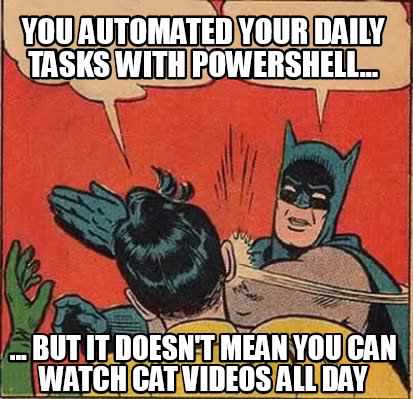 YOU AUTOMATED YOUR DAILY
TASKS WITH POWERSHELL...
... BUT IT DOESN'T MEAN YOU CAN
WATCH CAT VIDEOS ALL DAY